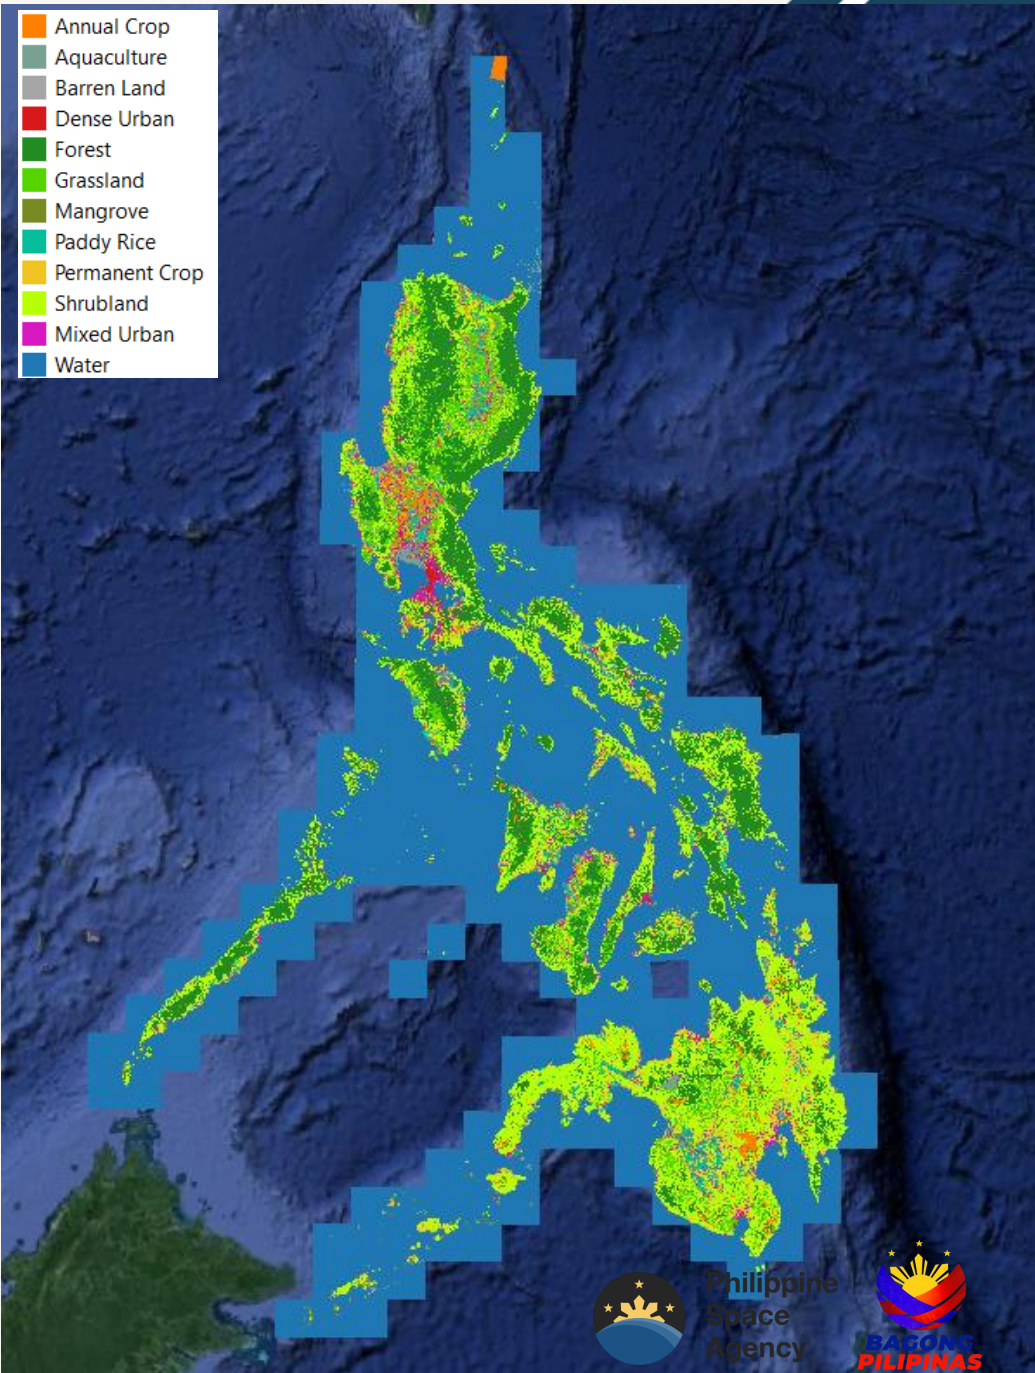 Annual Crop
Aquaculture
Barren Land
Dense Urban
Forest
Grassland
Mangrove
Paddy Rice
Permanent Crop
Shrubland
Mixed Urban
Water
Philippine
Space
Agency
BAGONG
PILIPINAS